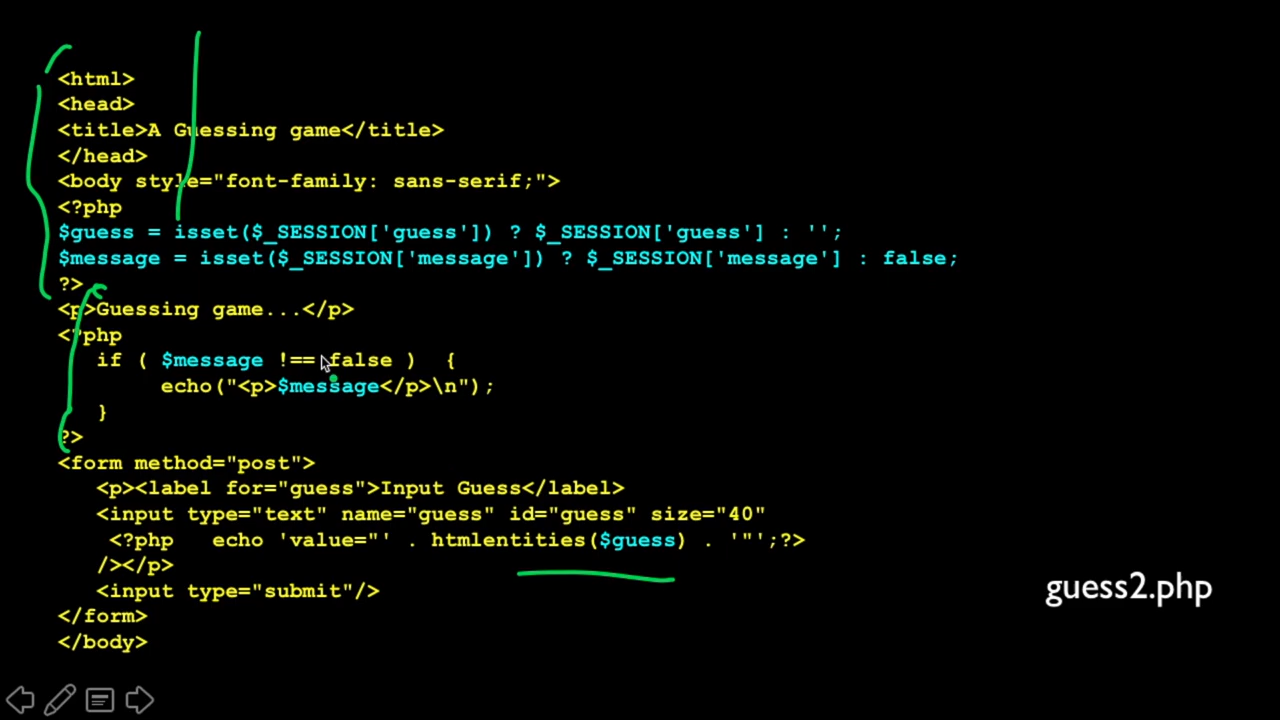 <html>
<head>
<title>A Guessing game</title>
</head>
<body style="font-family: sans-serif;">
<?php
$guess = isset($_SESSION['guess']) ? $_SESSION['guess'] : '';
$message = isset($_SESSION['message']) ? $_SESSION['message'] : false;
?>
<p>Guessing game...</p>
<?php
if ( $message !== false ) {
echo("<p>$message</p>\n");
}
?>
<form method="post">
<p><label for="guess">Input Guess</label>
<input type="text" name="guess" id="guess" size="40"
<?php echo 'value="' . htmlentities($guess) . '"';?>
/></p>
<input type="submit"/>
</form>
</body>
guess2.php